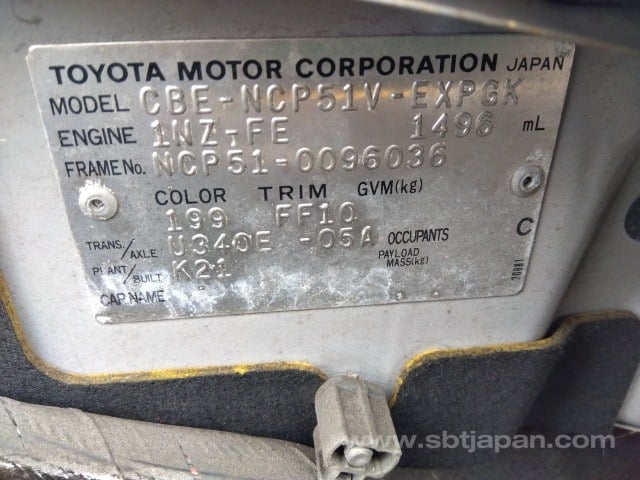 TOYOTA MOTOR CORPORATION JAPAN
MODEL CBE-NCP51V-EXPGK
ENGINE 1NZ-FE 1496 mL
FRAME No. NCP51-0096036
COLOR TRIM GVM(kg)
199 FF10
TRANS./AXLE U340E -05A OCCUPANTS C
PAYLOAD MASS(kg)
PLANT/BUILT K21
CAP NAME
www.sbtjapan.com